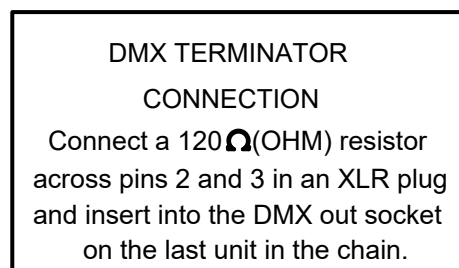 DMX TERMINATOR
CONNECTION
Connect a 120Ω(OHM) resistor
across pins 2 and 3 in an XLR plug
and insert into the DMX out socket
on the last unit in the chain.